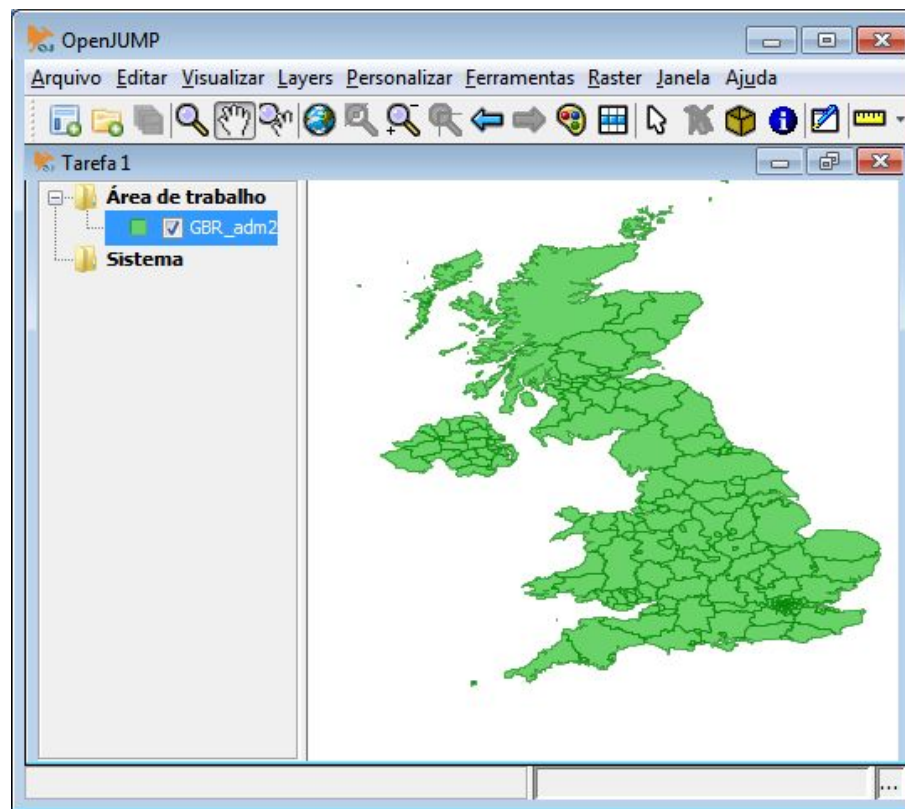 OpenJUMP
Arquivo Editar Visualizar Layers Personalizar Ferramentas Raster Janela Ajuda
Tarefa 1
Área de trabalho
GBR_adm2
Sistema
...